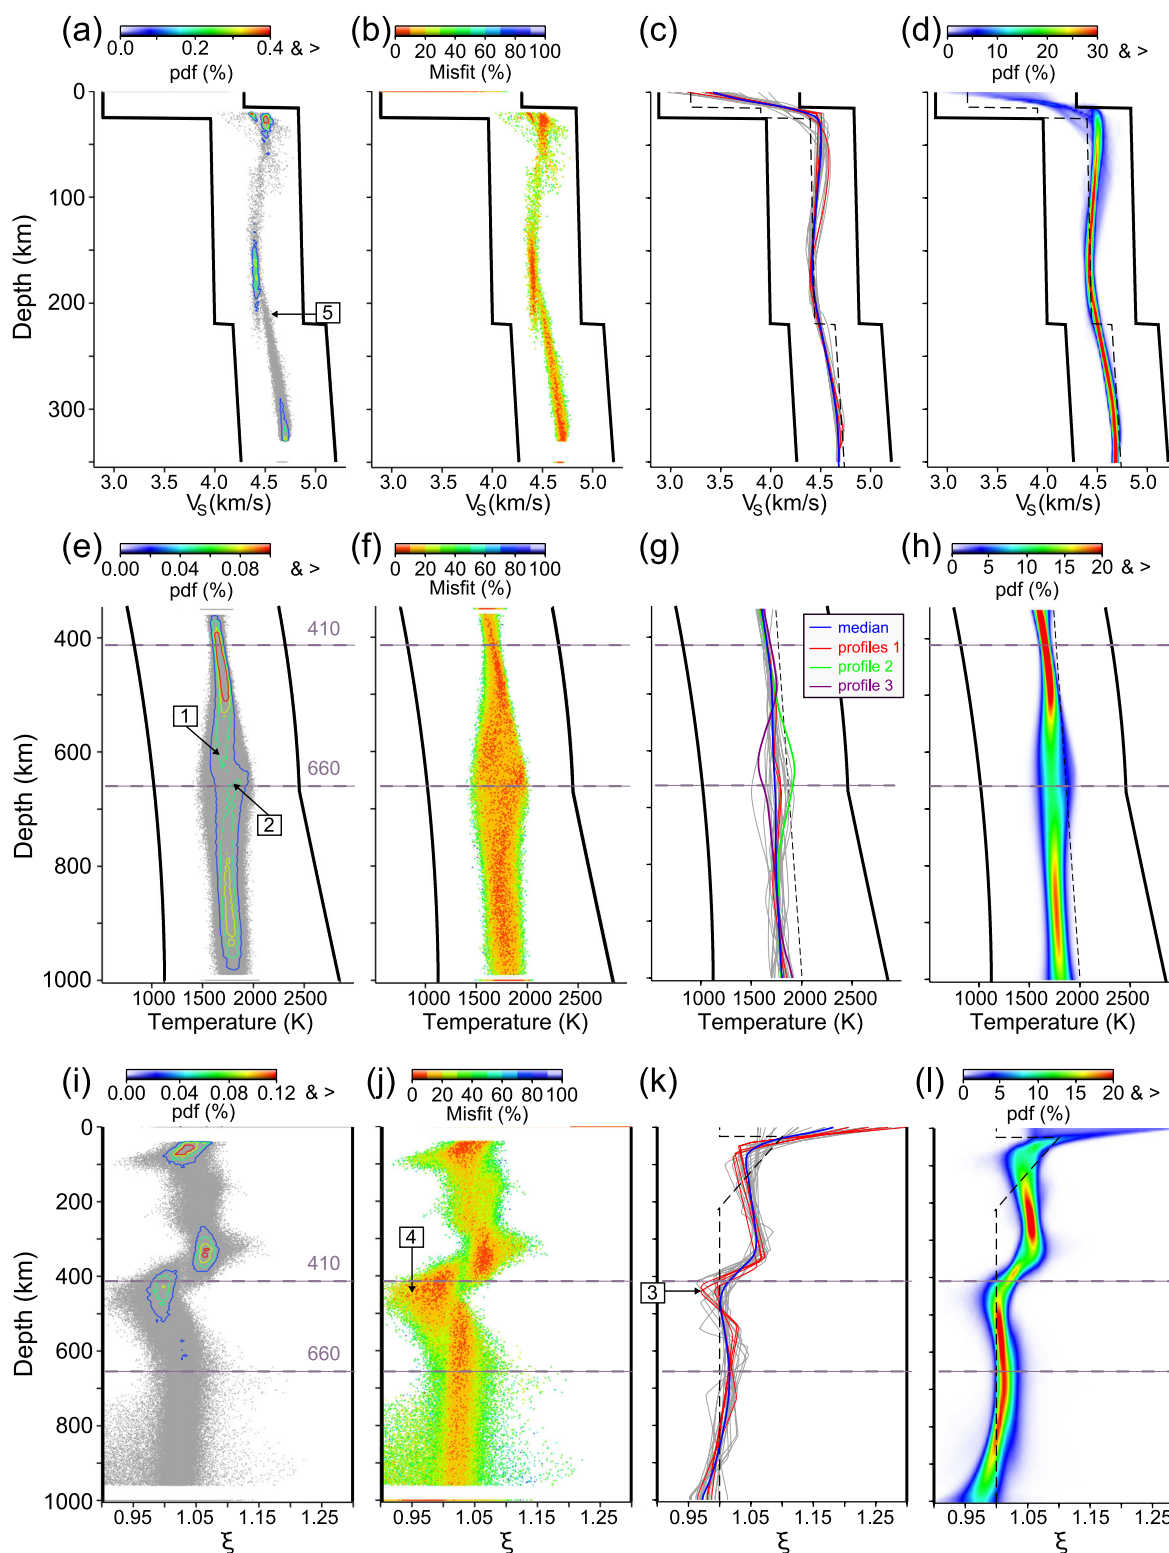 (a) (b) (c) (d)
0.0 0.2 0.4 & >
pdf (%)
0 20 40 60 80 100
Misfit (%)
0 10 20 30 & >
pdf (%)
0
100
200
300
Depth (km)
5
3.0 3.5 4.0 4.5 5.0
VS(km/s)
3.0 3.5 4.0 4.5 5.0
VS(km/s)
3.0 3.5 4.0 4.5 5.0
VS(km/s)
3.0 3.5 4.0 4.5 5.0
VS(km/s)
(e) (f) (g) (h)
0.00 0.04 0.08 & >
pdf (%)
0 20 40 60 80 100
Misfit (%)
0 5 10 15 20 & >
pdf (%)
400
600
800
1000
Depth (km)
410
660
1
2
median
profiles 1
profile 2
profile 3
1000 1500 2000 2500
Temperature (K)
1000 1500 2000 2500
Temperature (K)
1000 1500 2000 2500
Temperature (K)
1000 1500 2000 2500
Temperature (K)
(i) (j) (k) (l)
0.00 0.04 0.08 0.12 & >
pdf (%)
0 20 40 60 80 100
Misfit (%)
0 5 10 15 20 & >
pdf (%)
0
200
400
600
800
1000
Depth (km)
410
660
4
3
0.95 1.05 1.15 1.25
ξ
0.95 1.05 1.15 1.25
ξ
0.95 1.05 1.15 1.25
ξ
0.95 1.05 1.15 1.25
ξ